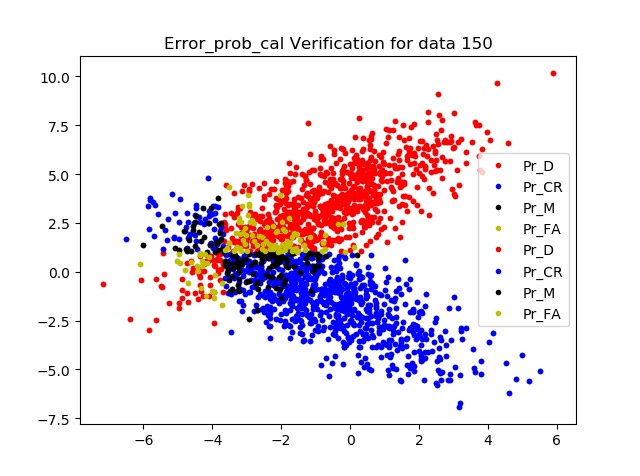 Error_prob_cal Verification for data 150
10.0
7.5
5.0
2.5
0.0
−2.5
−5.0
−7.5
−6 −4 −2 0 2 4 6
Pr_D
Pr_CR
Pr_M
Pr_FA
Pr_D
Pr_CR
Pr_M
Pr_FA